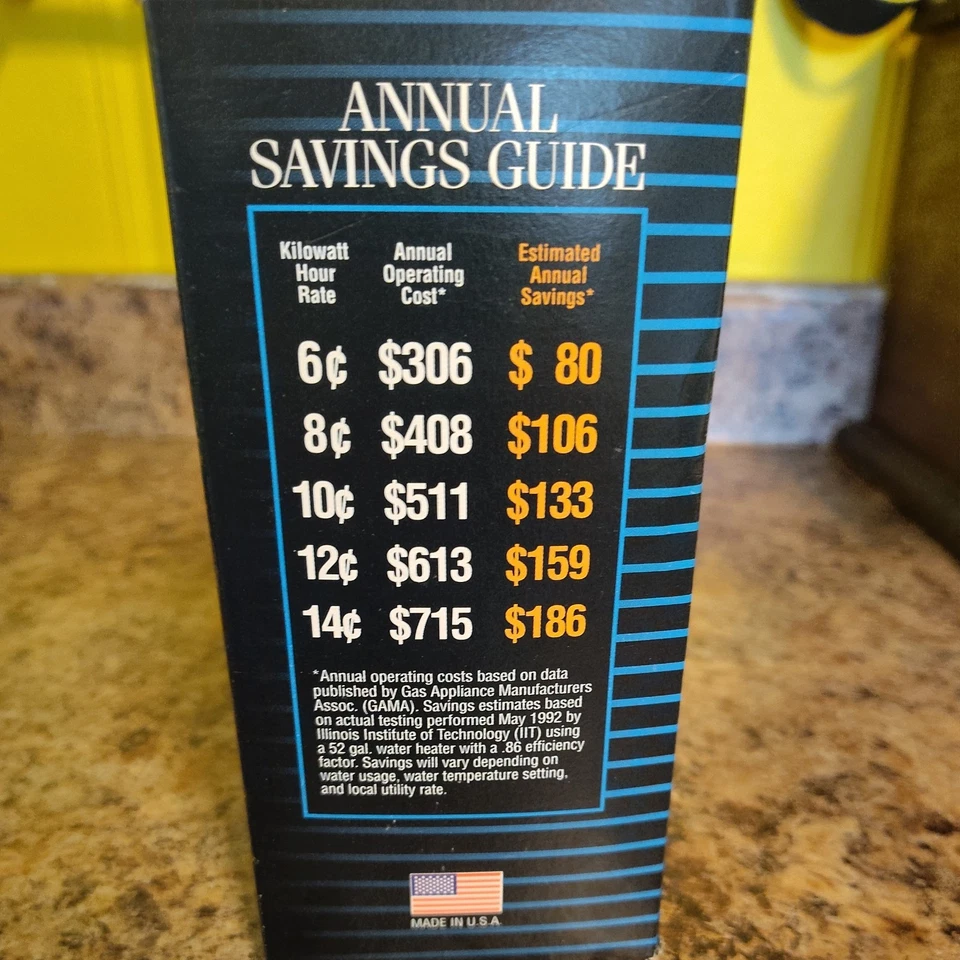 ANNUAL
SAVINGS GUIDE
Kilowatt Hour Rate Annual Operating Cost* Estimated Annual Savings*
6¢ $306 $ 80
8¢ $408 $106
10¢ $511 $133
12¢ $613 $159
14¢ $715 $186
*Annual operating costs based on data
published by Gas Appliance Manufacturers
Assoc. (GAMA). Savings estimates based
on actual testing performed May 1992 by
Illinois Institute of Technology (IIT) using
a 52 gal. water heater with a .86 efficiency
factor. Savings will vary depending on
water usage, water temperature setting,
and local utility rate.
MADE IN U.S.A.